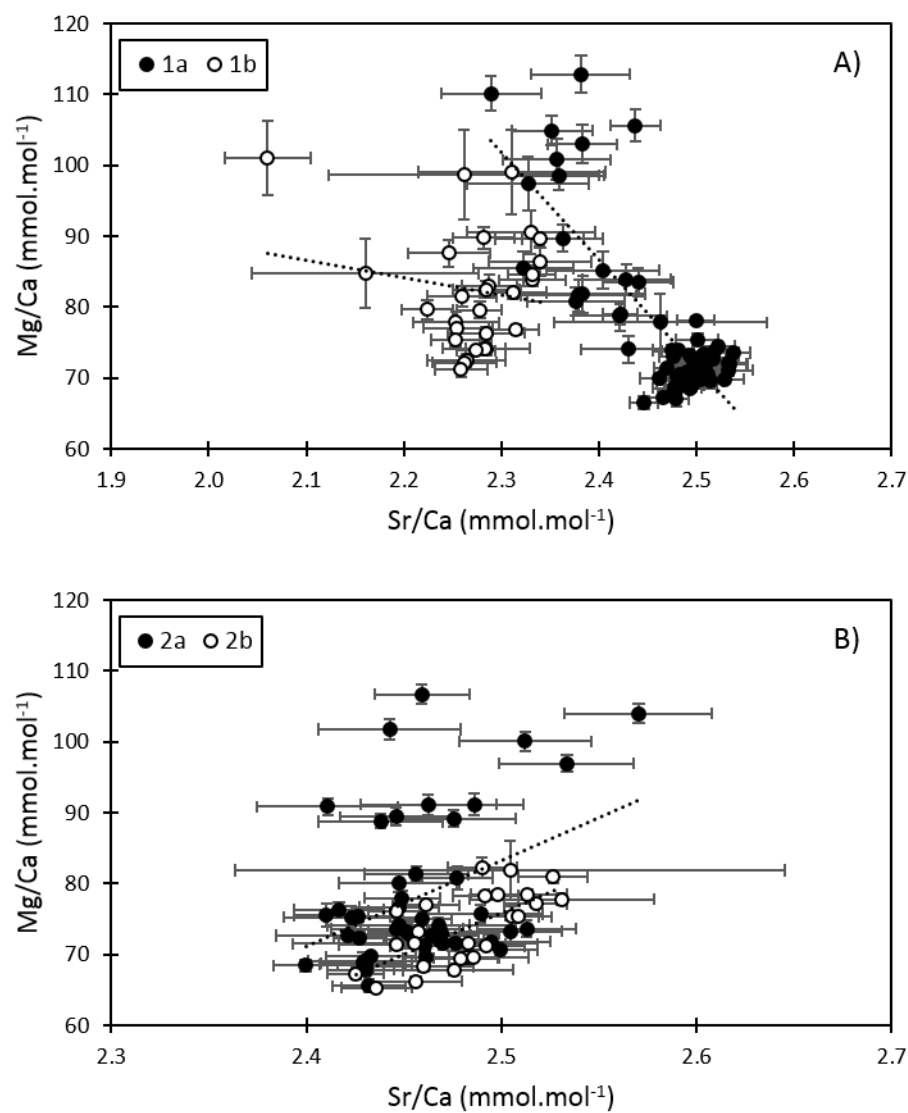 120
1a 1b
A)
110
100
90
80
70
60
Mg/Ca (mmol.mol⁻¹)
1.9 2.0 2.1 2.2 2.3 2.4 2.5 2.6 2.7
Sr/Ca (mmol.mol⁻¹)
120
2a 2b
B)
110
100
90
80
70
60
Mg/Ca (mmol.mol⁻¹)
2.3 2.4 2.5 2.6 2.7
Sr/Ca (mmol.mol⁻¹)